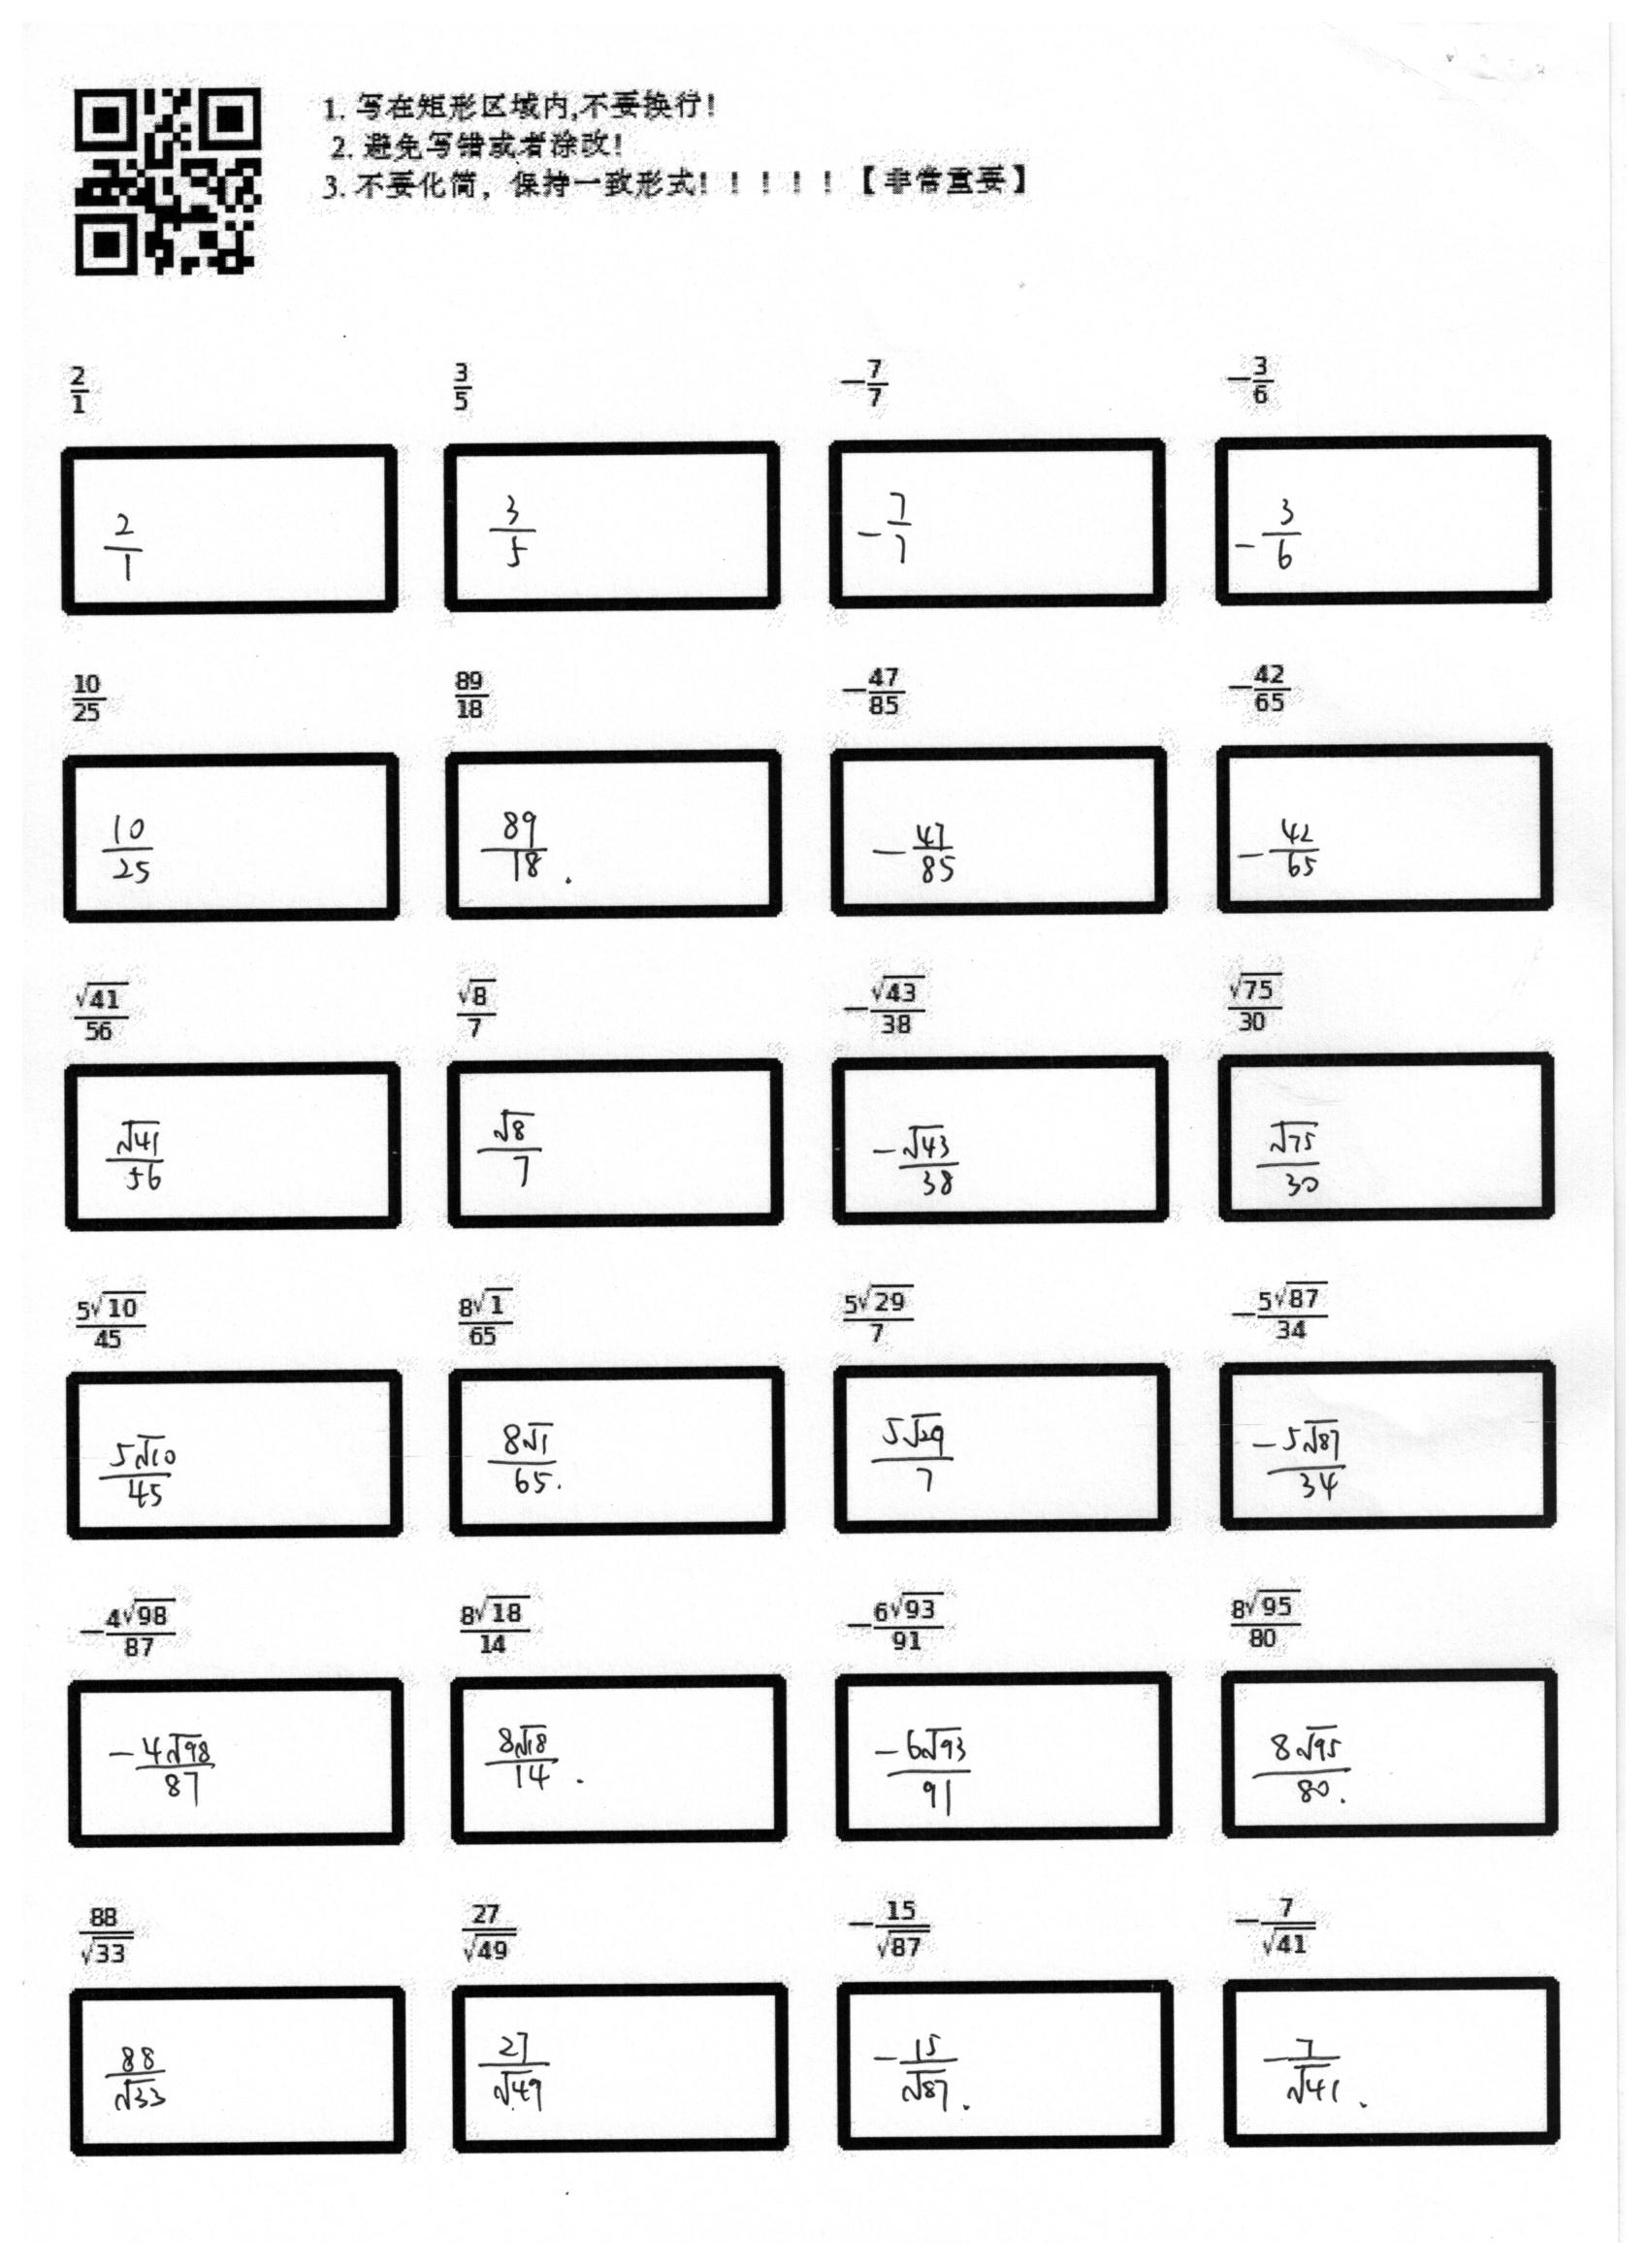 1. 写在矩形区域内,不要换行!
2. 避免写错或者涂改!
3. 不要化简，保持一致形式! ! ! ! ! 【非常重要】
2/1 3/5 -7/7 -3/6
2/1 3/5 -7/7 -3/6
10/25 89/18 -47/85 -42/65
10/25 89/18. -47/85 -42/65
√41/56 √8/7 -√43/38 √75/30
√41/56 √8/7 -√43/38 √75/30
5√10/45 8√1/65 5√29/7 -5√87/34
5√10/45 8√1/65. 5√29/7 -5√87/34
-4√98/87 8√18/14 -6√93/91 8√95/80
-4√98/87 8√18/14. -6√93/91 8√95/80.
88/√33 27/√49 -15/√87 -7/√41
88/√33 27/√49 -15/√87. -7/√41.